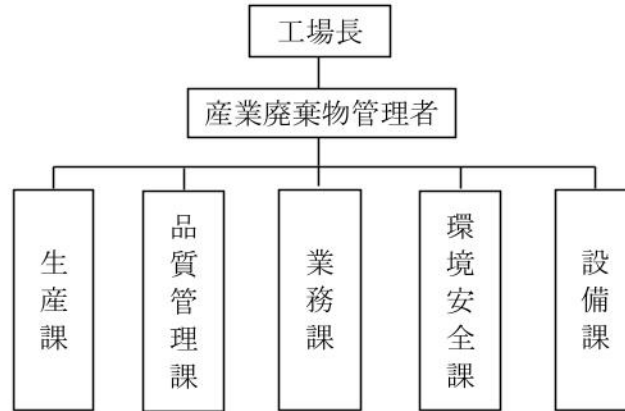 工場長
産業廃棄物管理者
生産課
品質管理課
業務課
環境安全課
設備課